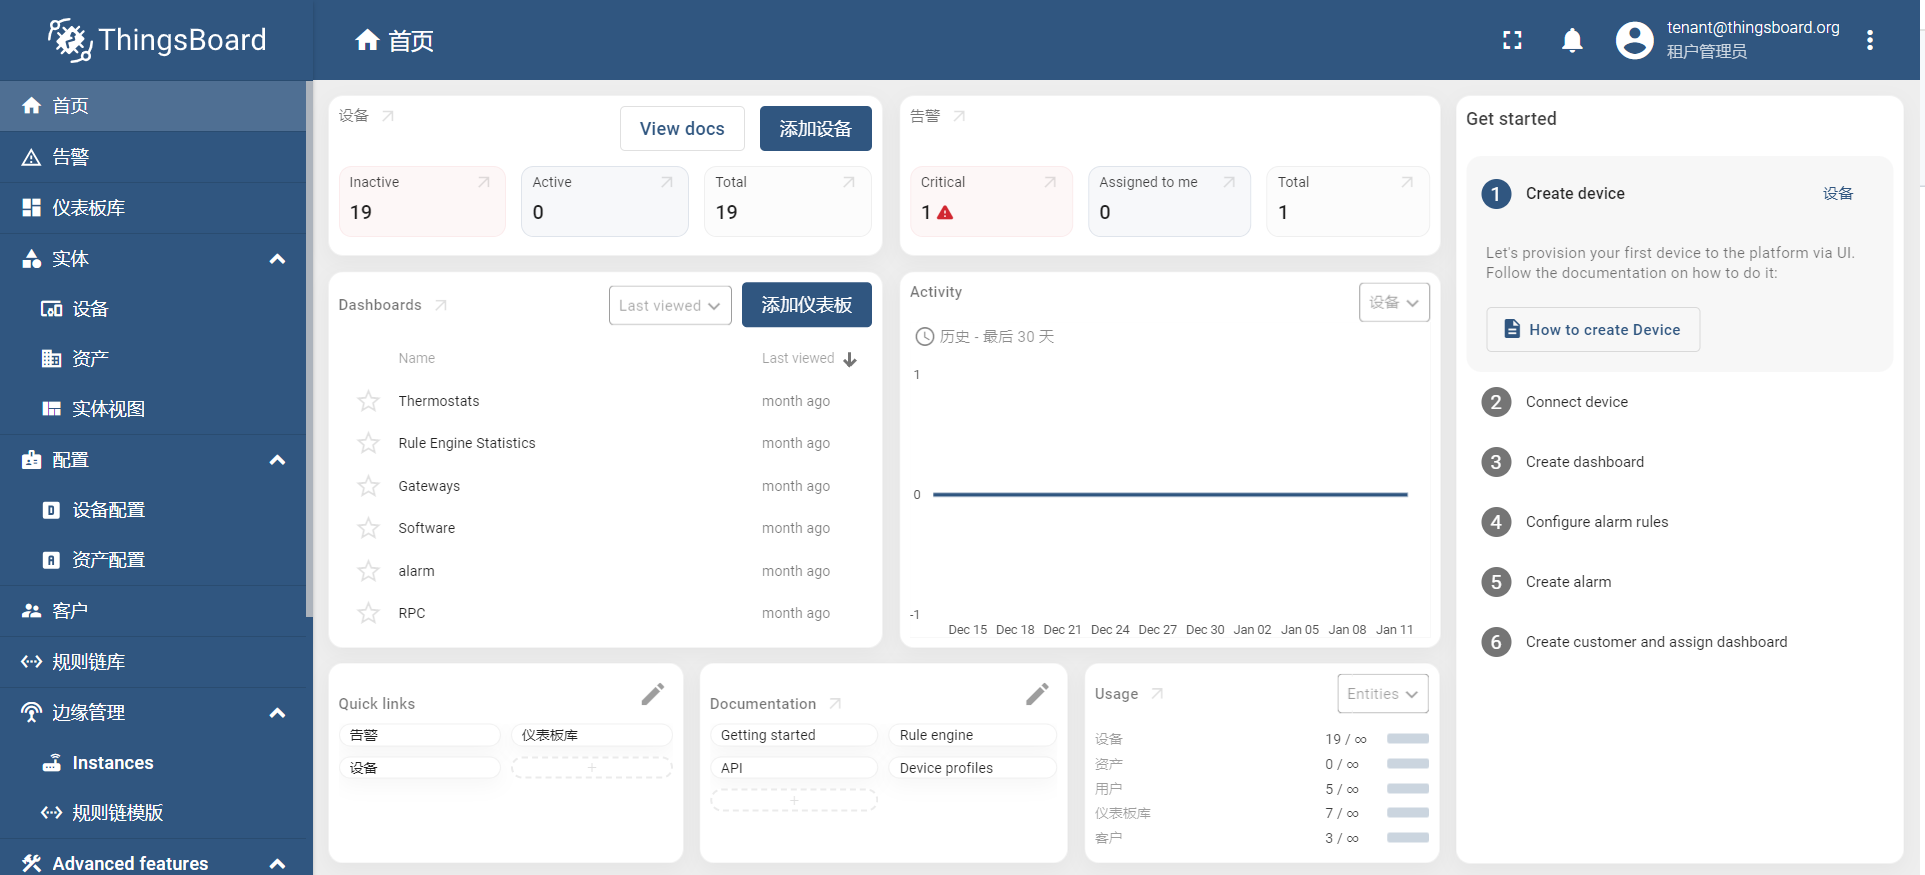 ThingsBoard
首页
tenant@thingsboard.org
租户管理员
首页
告警
仪表板库
实体
设备
资产
实体视图
配置
设备配置
资产配置
客户
规则链库
边缘管理
Instances
规则链模版
Advanced features
设备
View docs
添加设备
Inactive
19
Active
0
Total
19
告警
Critical
1
Assigned to me
0
Total
1
Dashboards
Last viewed
添加仪表板
Name
Last viewed
Thermostats month ago
Rule Engine Statistics month ago
Gateways month ago
Software month ago
alarm month ago
RPC month ago
Activity
设备
历史 - 最后 30 天
1
0
-1
Dec 15 Dec 18 Dec 21 Dec 24 Dec 27 Dec 30 Jan 02 Jan 05 Jan 08 Jan 11
Quick links
告警 仪表板库
设备 +
Documentation
Getting started Rule engine
API Device profiles
+
Usage
Entities
设备 19 / ∞
资产 0 / ∞
用户 5 / ∞
仪表板库 7 / ∞
客户 3 / ∞
Get started
1 Create device 设备
Let's provision your first device to the platform via UI.
Follow the documentation on how to do it:
How to create Device
2 Connect device
3 Create dashboard
4 Configure alarm rules
5 Create alarm
6 Create customer and assign dashboard